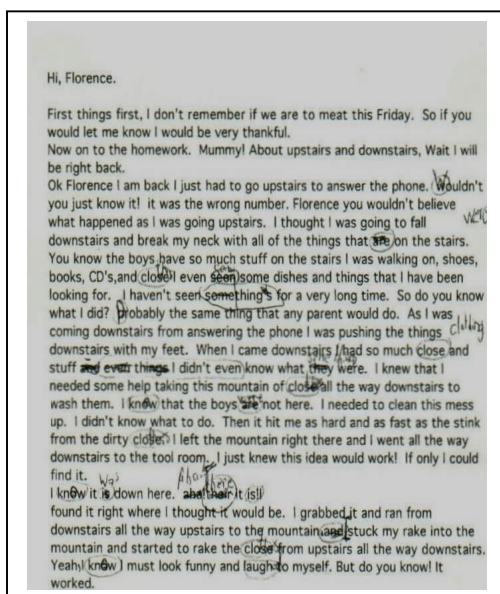 Hi, Florence.
First things first, I don't remember if we are to meat this Friday. So if you
would let me know I would be very thankful.
Now on to the homework. Mummy! About upstairs and downstairs, Wait I will
be right back.
Ok Florence I am back I just had to go upstairs to answer the phone. Wouldn't
you just know it! it was the wrong number. Florence you wouldn't believe
what happened as I was going upstairs. I thought I was going to fall
were
downstairs and break my neck with all of the things that are on the stairs.
You know the boys have so much stuff on the stairs I was walking on, shoes,
books, CD's,and close! I even seen some dishes and things that I have been
looking for. I haven't seen something's for a very long time. So do you know
what I did? probably the same thing that any parent would do. As I was
coming downstairs from answering the phone I was pushing the things
clothing
downstairs with my feet. When I came downstairs I had so much close and
stuff and even things I didn't even know what they were. I knew that I
needed some help taking this mountain of close all the way downstairs to
wash them. I know that the boys are not here. I needed to clean this mess
up. I didn't know what to do. Then it hit me as hard and as fast as the stink
from the dirty close. I left the mountain right there and I went all the way
downstairs to the tool room. I just knew this idea would work! If only I could
find it.
was Aha there
I know it is down here. aha! thair it is!I
found it right where I thought it would be. I grabbed it and ran from
downstairs all the way upstairs to the mountain and stuck my rake into the
mountain and started to rake the close from upstairs all the way downstairs.
Yeah,I know I must look funny and laugh to myself. But do you know! It
worked.